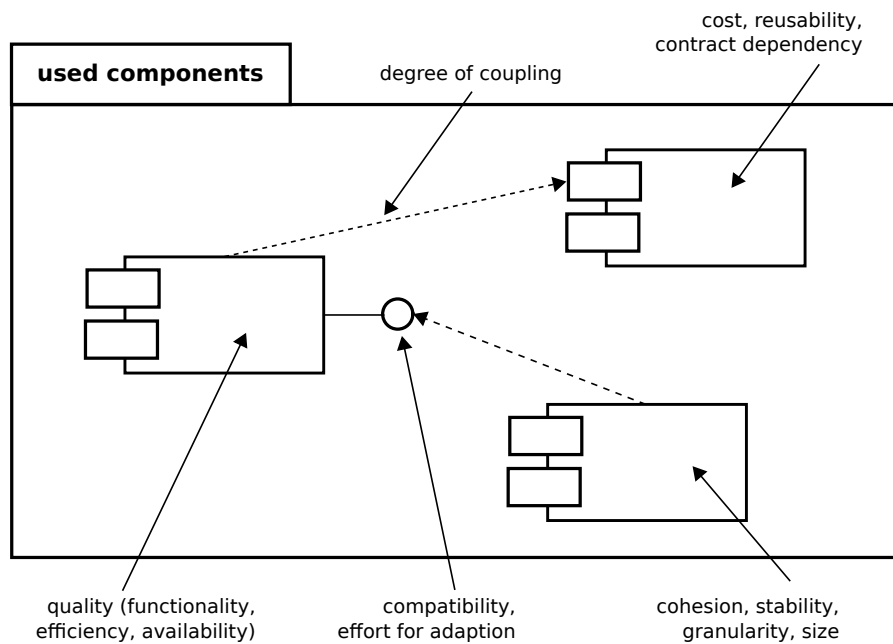 cost, reusability,
contract dependency
used components
degree of coupling
quality (functionality,
efficiency, availability)
compatibility,
effort for adaption
cohesion, stability,
granularity, size